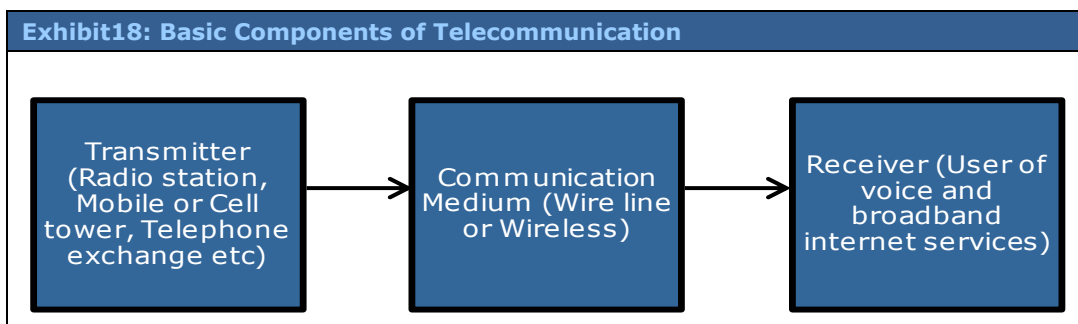 Exhibit18: Basic Components of Telecommunication
Transmitter
(Radio station,
Mobile or Cell
tower, Telephone
exchange etc)
Communication
Medium (Wire line
or Wireless)
Receiver (User of
voice and
broadband
internet services)